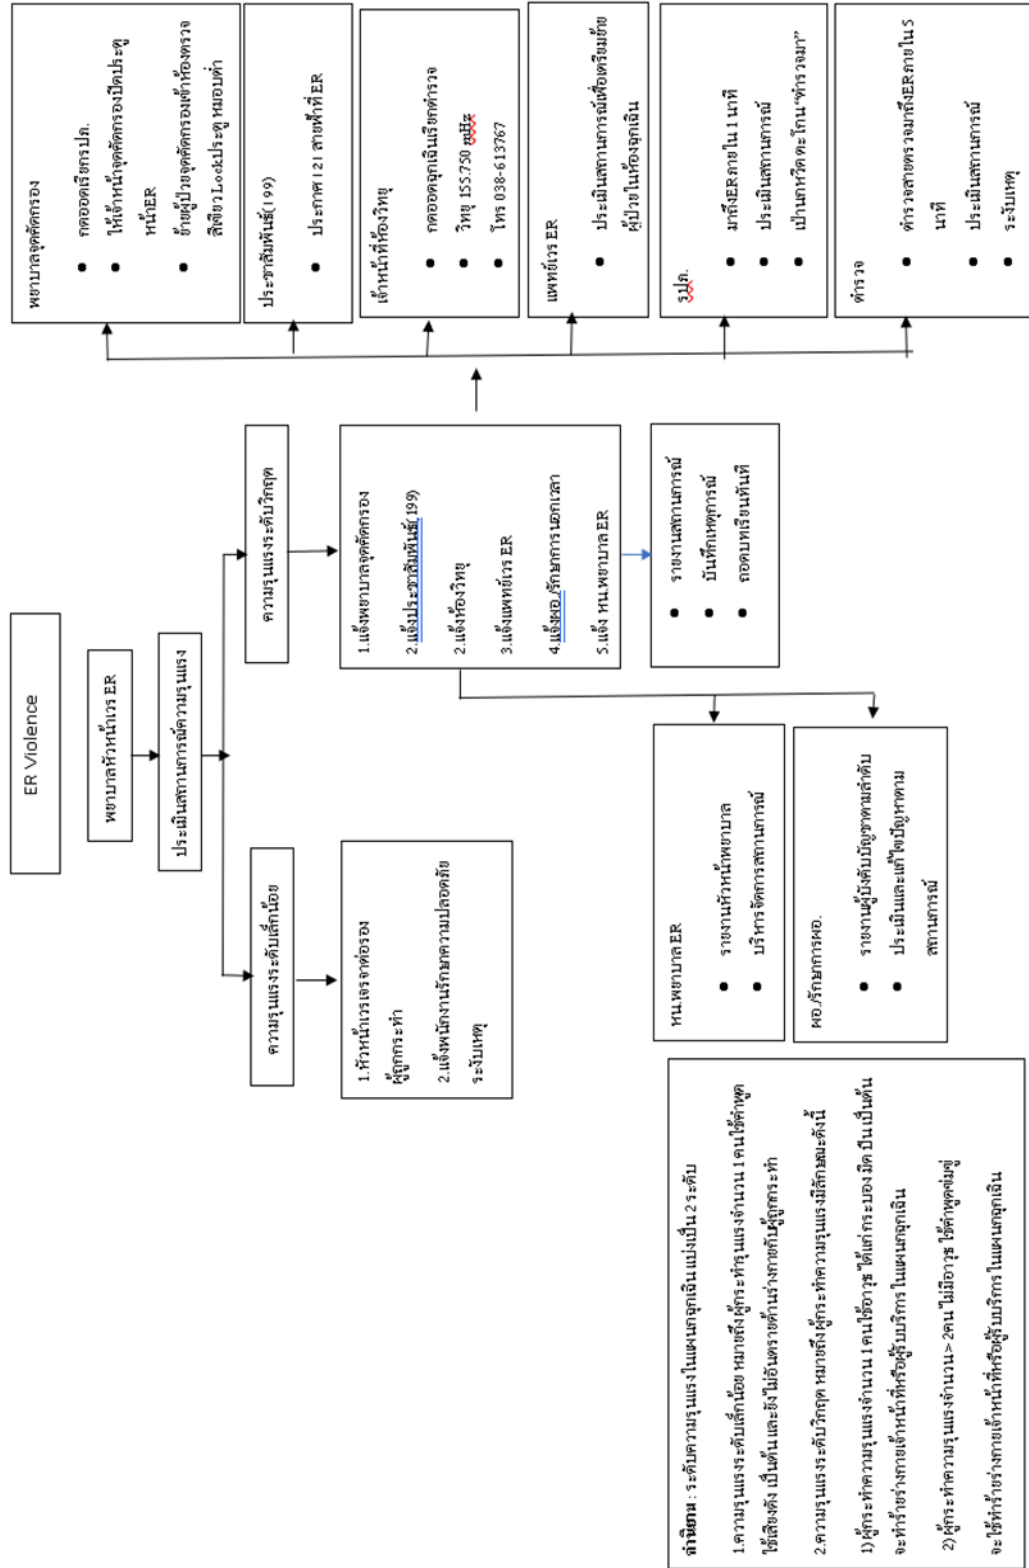 ER Violence
พยาบาลหัวหน้าเวร ER
ประเมินสถานการณ์ความรุนแรง
ความรุนแรงระดับเล็กน้อย
1.หัวหน้าเวรเจรจาต่อรอง
ผู้ถูกกระทำ
2.แจ้งพนักงานรักษาความปลอดภัย
ระงับเหตุ
ความรุนแรงระดับวิกฤต
1.แจ้งพยาบาลจุดคัดกรอง
2.แจ้งประชาสัมพันธ์(199)
2.แจ้งห้องวิทยุ
3.แจ้งแพทย์เวร ER
4.แจ้งผอ./รักษาการนอกเวลา
5.แจ้ง หน.พยาบาล ER
● รายงานสถานการณ์
● บันทึกเหตุการณ์
● ถอดบทเรียนทันที
หน.พยาบาลER
● รายงานหัวหน้าพยาบาล
● บริหารจัดการสถานการณ์
ผอ./รักษาการผอ.
● รายงานผู้บังคับบัญชาตามลำดับ
● ประเมินและแก้ไขปัญหาตาม
สถานการณ์
พยาบาลจุดคัดกรอง
● กดออดเรียกรปภ.
● ให้เจ้าหน้าจุดคัดกรองปิดประตู
หน้าER
● ย้ายผู้ป่วยจุดคัดกรองเข้าห้องตรวจ
สีเขียว Lockประตู หมอบต่ำ
ประชาสัมพันธ์(199)
● ประกาศ 121 สายฟ้าที่ ER
เจ้าหน้าที่ห้องวิทยุ
● กดออดฉุกเฉินเรียกตำรวจ
● วิทยุ 155.750 mHz
● โทร 038-613767
แพทย์เวร ER
● ประเมินสถานการณ์เพื่อเตรียมย้าย
ผู้ป่วยในห้องฉุกเฉิน
รปภ.
● มาถึงERภายใน 1 นาที
● ประเมินสถานการณ์
● เป่านกหวีด ตะโกน “ตำรวจมา”
ตำรวจ
● ตำรวจสายตรวจมาถึงERภายใน 5
นาที
● ประเมินสถานการณ์
● ระงับเหตุ
คำนิยาม : ระดับความรุนแรงในแผนกฉุกเฉิน แบ่งเป็น 2 ระดับ
1.ความรุนแรงระดับเล็กน้อย หมายถึงผู้กระทำรุนแรงจำนวน 1 คนใช้คำพูด
ใช้เสียงดัง เป็นต้น และยังไม่อันตรายด้านร่างกายกับผู้ถูกกระทำ
2.ความรุนแรงระดับวิกฤต หมายถึงผู้กระทำความรุนแรงมีลักษณะดังนี้
1) ผู้กระทำความรุนแรงจำนวน 1 คนใช้อาวุธ ได้แก่ กระบอง มีด ปืน เป็นต้น
จะทำร้ายร่างกายเจ้าหน้าที่หรือผู้รับบริการ ในแผนกฉุกเฉิน
2) ผู้กระทำความรุนแรงจำนวน > 2คน ไม่มีอาวุธ ใช้คำพูดข่มขู่
จะใช้ทำร้ายร่างกายเจ้าหน้าที่หรือผู้รับบริการ ในแผนกฉุกเฉิน